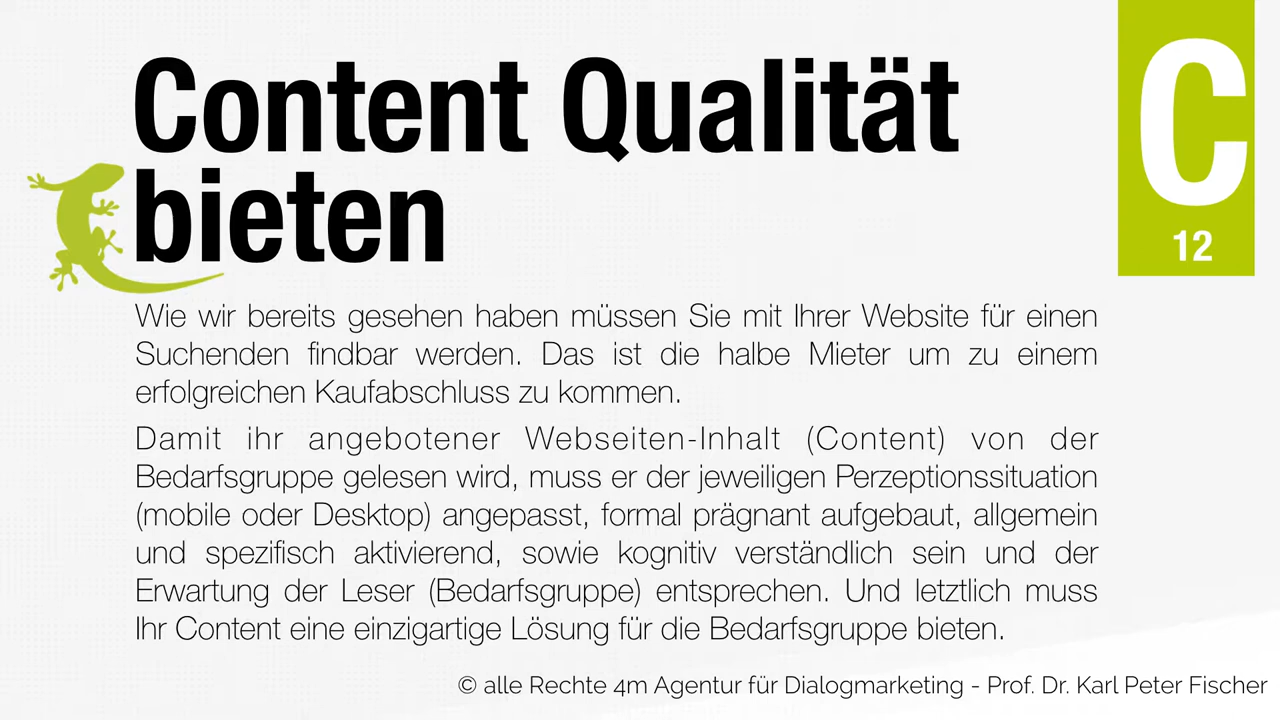 Content Qualität
bieten
C
12
Wie wir bereits gesehen haben müssen Sie mit Ihrer Website für einen
Suchenden findbar werden. Das ist die halbe Mieter um zu einem
erfolgreichen Kaufabschluss zu kommen.
Damit ihr angebotener Webseiten-Inhalt (Content) von der
Bedarfsgruppe gelesen wird, muss er der jeweiligen Perzeptionssituation
(mobile oder Desktop) angepasst, formal prägnant aufgebaut, allgemein
und spezifisch aktivierend, sowie kognitiv verständlich sein und der
Erwartung der Leser (Bedarfsgruppe) entsprechen. Und letztlich muss
Ihr Content eine einzigartige Lösung für die Bedarfsgruppe bieten.
© alle Rechte 4m Agentur für Dialogmarketing - Prof. Dr. Karl Peter Fischer